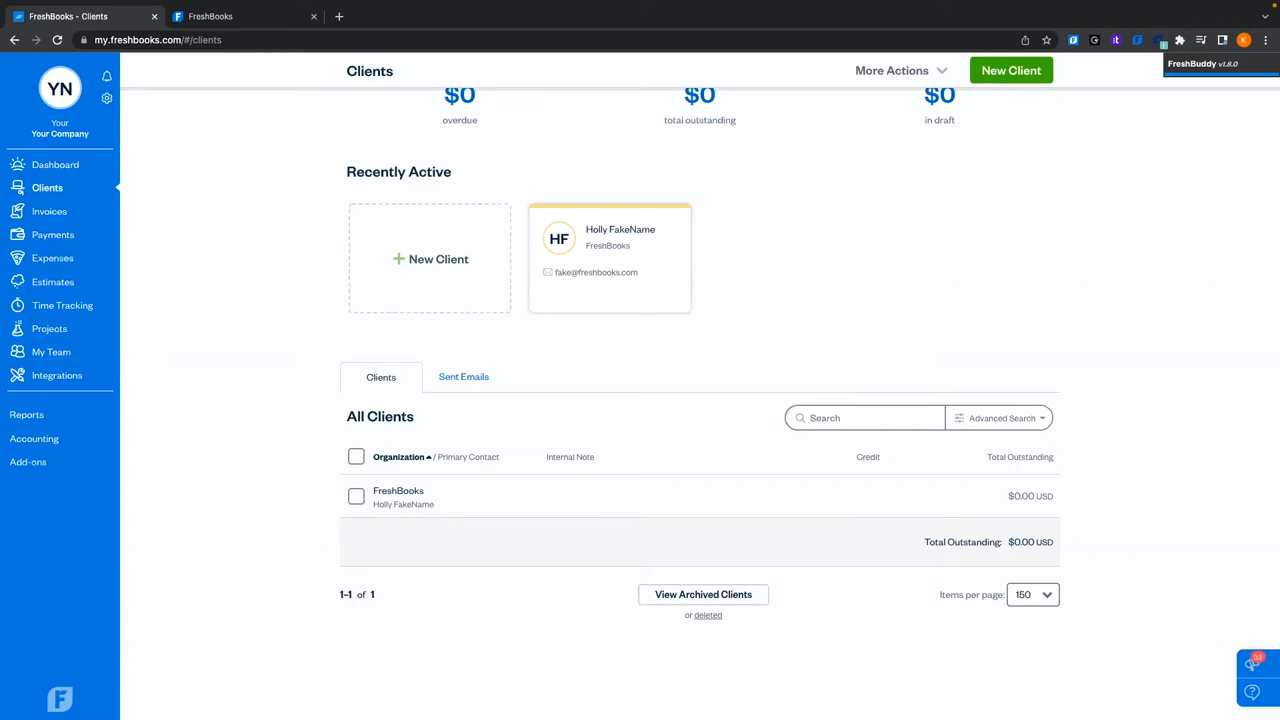 FreshBooks - Clients
FreshBooks
my.freshbooks.com/#/clients
K
FreshBuddy v1.8.0
YN
Your
Your Company
Dashboard
Clients
Invoices
Payments
Expenses
Estimates
Time Tracking
Projects
My Team
Integrations
Reports
Accounting
Add-ons
Clients
More Actions
New Client
$0 $0 $0
overdue total outstanding in draft
Recently Active
+ New Client
HF
Holly FakeName
FreshBooks
fake@freshbooks.com
Clients Sent Emails
All Clients
Search
Advanced Search
Organization / Primary Contact Internal Note Credit Total Outstanding
FreshBooks
Holly FakeName
$0.00 USD
Total Outstanding: $0.00 USD
1–1 of 1
View Archived Clients
or deleted
Items per page: 150
33